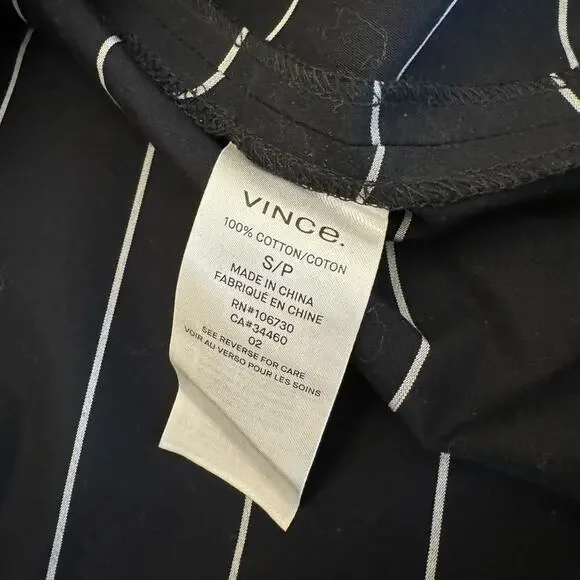 VINCE.
100% COTTON/COTON
S/P
MADE IN CHINA
FABRIQUÉ EN CHINE
RN#106730
CA#34460
02
SEE REVERSE FOR CARE
VOIR AU VERSO POUR LES SOINS